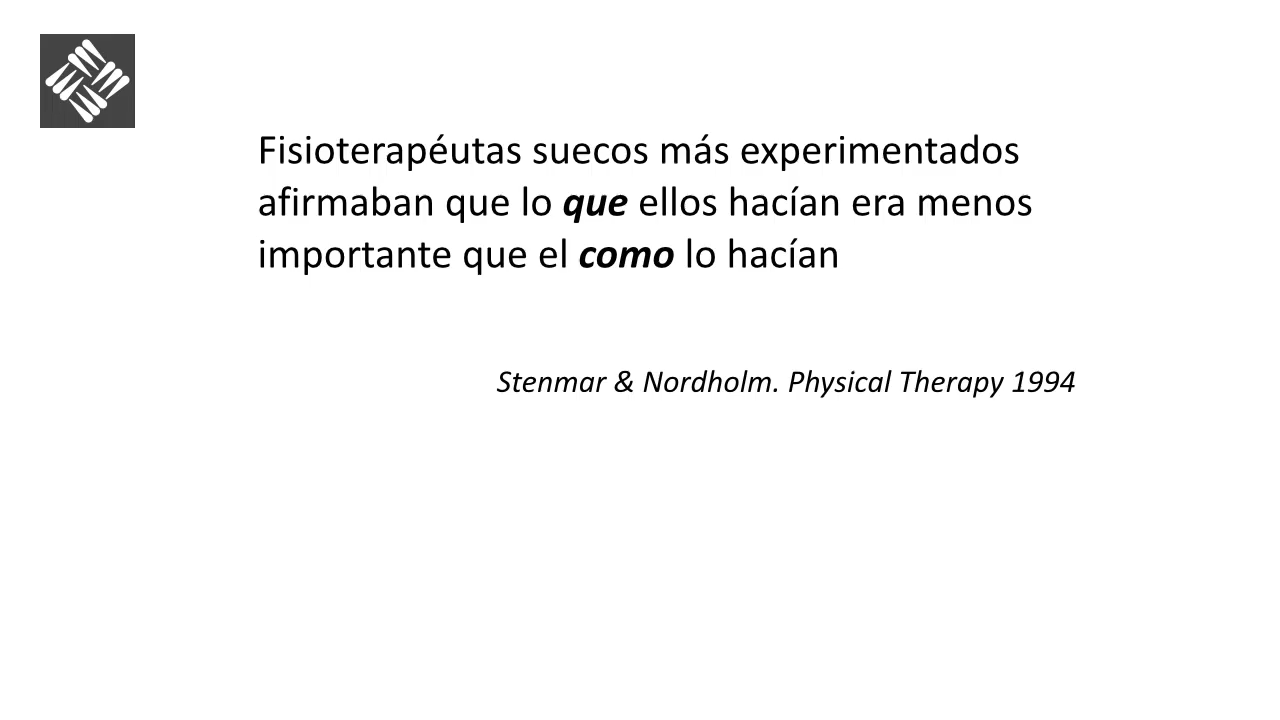 Fisioterapéutas suecos más experimentados
afirmaban que lo que ellos hacían era menos
importante que el como lo hacían
Stenmar & Nordholm. Physical Therapy 1994